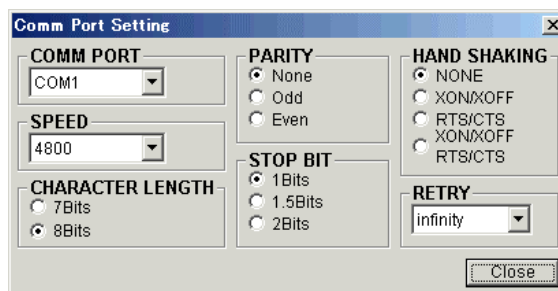 Comm Port Setting
COMM PORT
COM1
SPEED
4800
CHARACTER LENGTH
7Bits
8Bits
PARITY
None
Odd
Even
STOP BIT
1Bits
1.5Bits
2Bits
HAND SHAKING
NONE
XON/XOFF
RTS/CTS
XON/XOFF
RTS/CTS
RETRY
infinity
Close